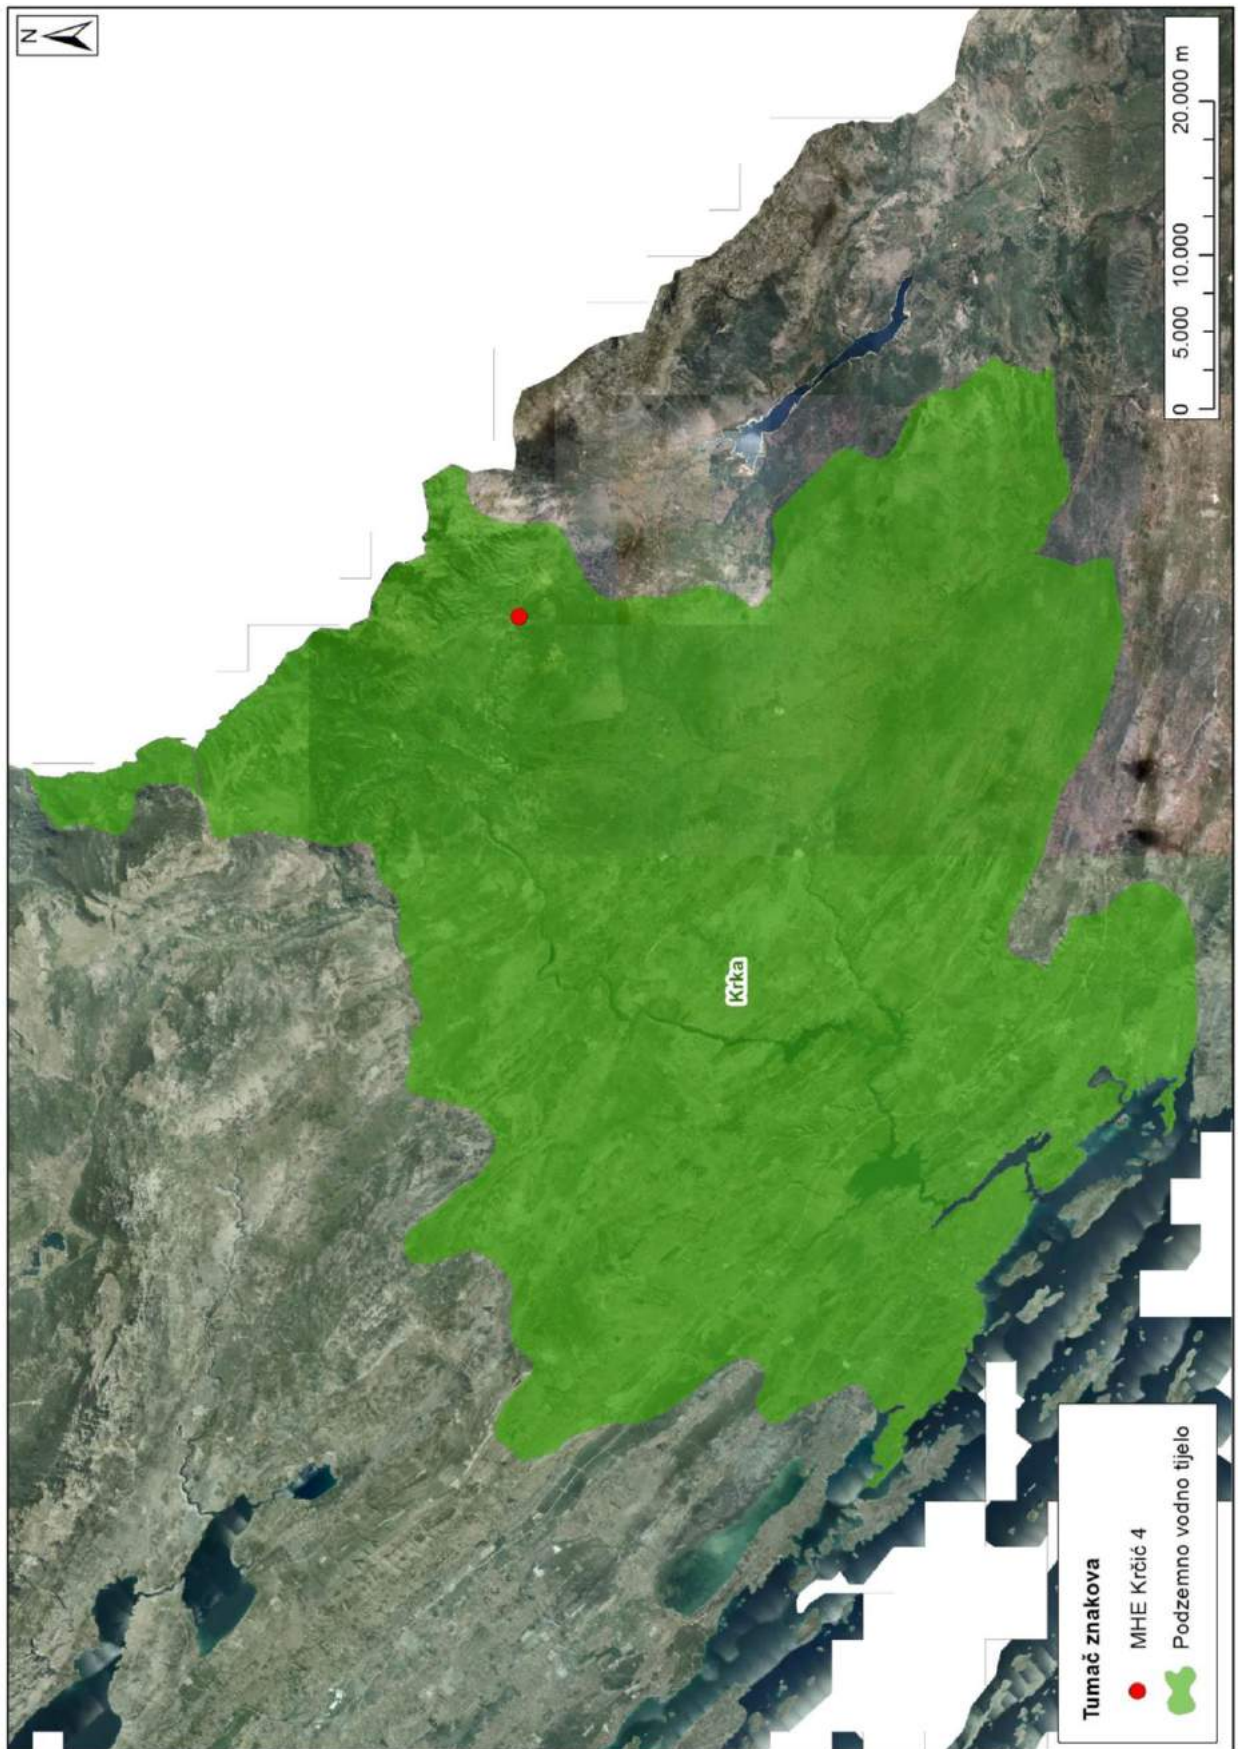 N
Krka
Tumač znakova
MHE Krčić 4
Podzemno vodno tijelo
0 5.000 10.000 20.000 m